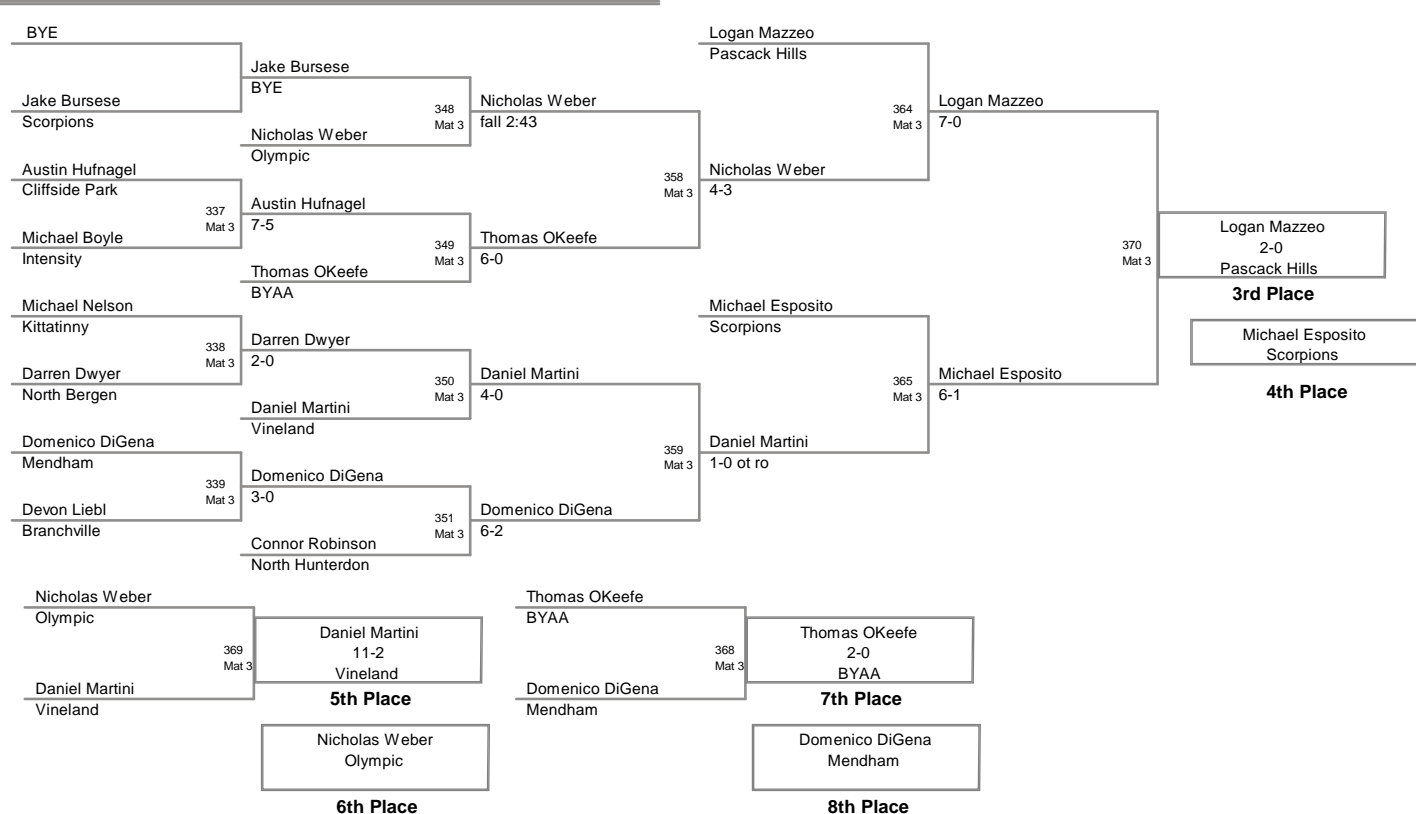 BYE
Jake Bursese
Scorpions
Austin Hufnagel
Cliffside Park
337
Mat 3
Michael Boyle
Intensity
Michael Nelson
Kittatinny
338
Mat 3
Darren Dwyer
North Bergen
Domenico DiGena
Mendham
339
Mat 3
Devon Liebl
Branchville
Jake Bursese
BYE
348
Mat 3
Nicholas Weber
Olympic
Austin Hufnagel
7-5
349
Mat 3
Thomas OKeefe
BYAA
Darren Dwyer
2-0
350
Mat 3
Daniel Martini
Vineland
Domenico DiGena
3-0
351
Mat 3
Connor Robinson
North Hunterdon
Nicholas Weber
fall 2:43
358
Mat 3
Thomas OKeefe
6-0
Daniel Martini
4-0
359
Mat 3
Domenico DiGena
6-2
Logan Mazzeo
Pascack Hills
364
Mat 3
Nicholas Weber
4-3
Michael Esposito
Scorpions
365
Mat 3
Daniel Martini
1-0 ot ro
Logan Mazzeo
7-0
370
Mat 3
Michael Esposito
6-1
Logan Mazzeo
2-0
Pascack Hills
3rd Place
Michael Esposito
Scorpions
4th Place
Nicholas Weber
Olympic
369
Mat 3
Daniel Martini
Vineland
Daniel Martini
11-2
Vineland
5th Place
Nicholas Weber
Olympic
6th Place
Thomas OKeefe
BYAA
368
Mat 3
Domenico DiGena
Mendham
Thomas OKeefe
2-0
BYAA
7th Place
Domenico DiGena
Mendham
8th Place